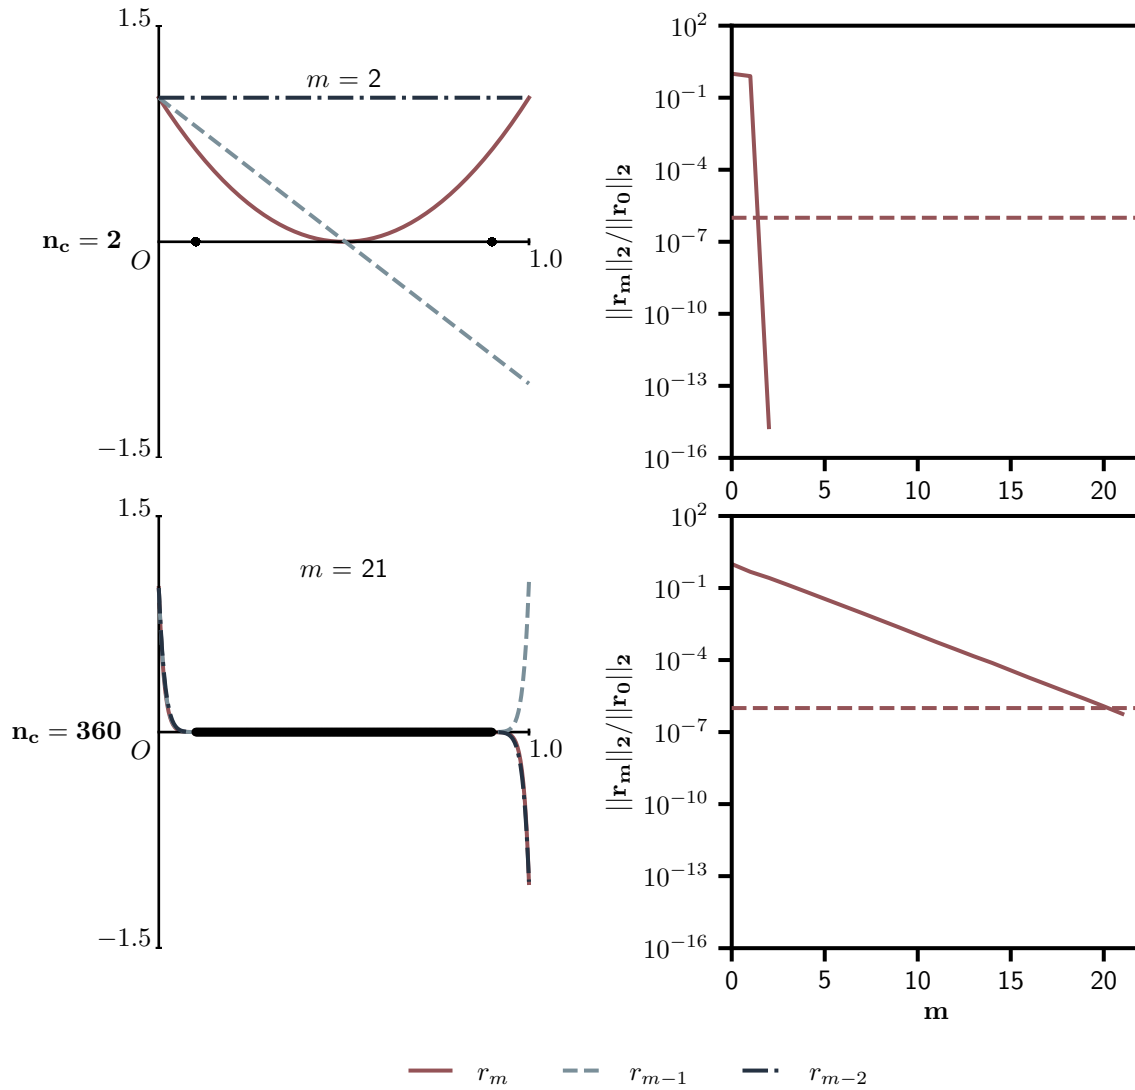 1.5
m = 2
n_c = 2
O
1.0
−1.5
10^2
10^−1
10^−4
10^−7
10^−10
10^−13
10^−16
||r_m||_2/||r_0||_2
0 5 10 15 20
1.5
m = 21
n_c = 360
O
1.0
−1.5
10^2
10^−1
10^−4
10^−7
10^−10
10^−13
10^−16
||r_m||_2/||r_0||_2
0 5 10 15 20
m
r_m r_{m−1} r_{m−2}